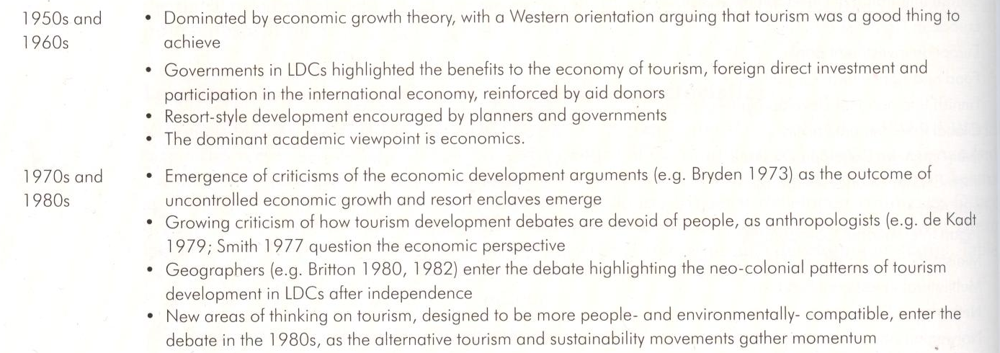 1950s and
1960s
• Dominated by economic growth theory, with a Western orientation arguing that tourism was a good thing to
achieve
• Governments in LDCs highlighted the benefits to the economy of tourism, foreign direct investment and
participation in the international economy, reinforced by aid donors
• Resort-style development encouraged by planners and governments
• The dominant academic viewpoint is economics.
1970s and
1980s
• Emergence of criticisms of the economic development arguments (e.g. Bryden 1973) as the outcome of
uncontrolled economic growth and resort enclaves emerge
• Growing criticism of how tourism development debates are devoid of people, as anthropologists (e.g. de Kadt
1979; Smith 1977 question the economic perspective
• Geographers (e.g. Britton 1980, 1982) enter the debate highlighting the neo-colonial patterns of tourism
development in LDCs after independence
• New areas of thinking on tourism, designed to be more people- and environmentally- compatible, enter the
debate in the 1980s, as the alternative tourism and sustainability movements gather momentum